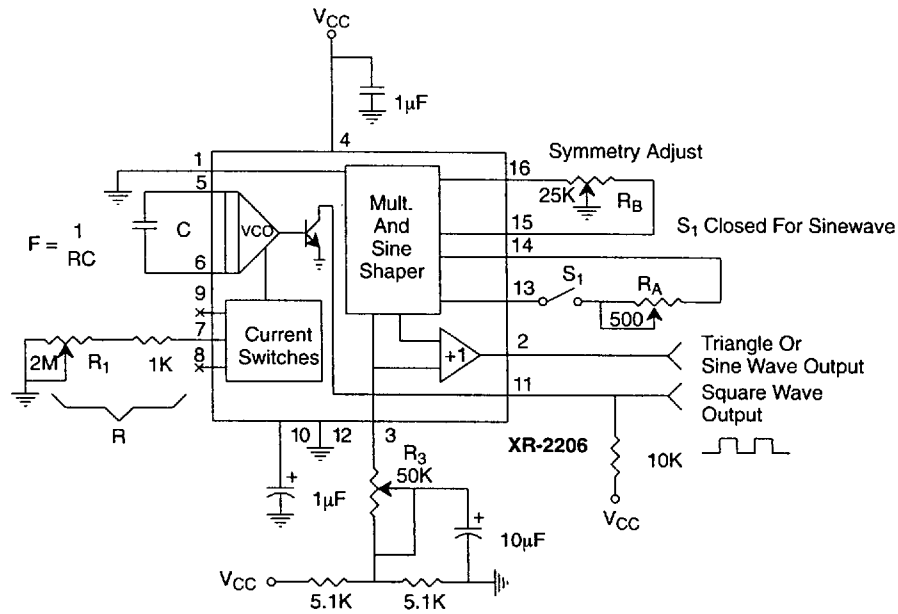 VCC
1µF
4
1
16
Symmetry Adjust
5
25K
RB
Mult.
And
Sine
Shaper
C
VCO
15
S1 Closed For Sinewave
F = 1
RC
14
6
13
S1
RA
9
500
7
Current
Switches
2M
R1
1K
8
+1
2
Triangle Or
Sine Wave Output
11
Square Wave
Output
R
10
12
3
XR-2206
10K
R3
50K
1µF
+
+
VCC
10µF
VCC
5.1K
5.1K